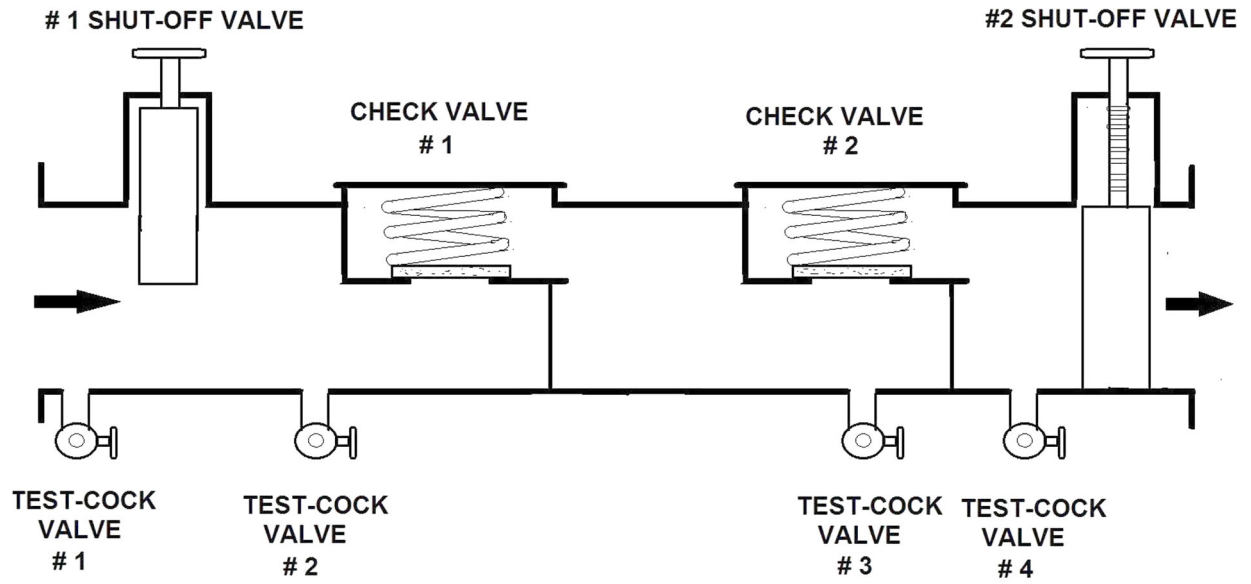 # 1 SHUT-OFF VALVE
#2 SHUT-OFF VALVE
CHECK VALVE
# 1
CHECK VALVE
# 2
TEST-COCK
VALVE
# 1
TEST-COCK
VALVE
# 2
TEST-COCK
VALVE
# 3
TEST-COCK
VALVE
# 4